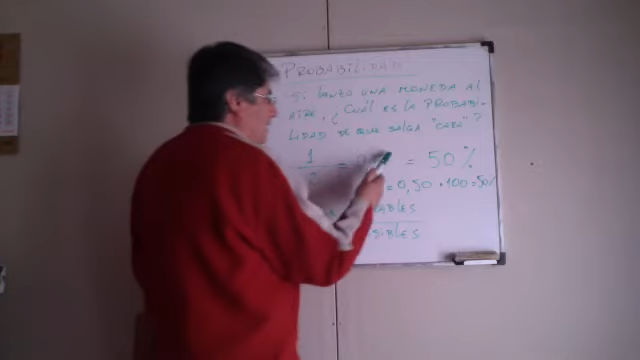 PROBABILIDAD
SI LANZO UNA MONEDA AL
AIRE, ¿CUÁL ES LA PROBABI-
LIDAD DE QUE SALGA "CARA"?
1 = 0 = 50%
= 0,50 · 100 = 50%
ABLES
SIBLES